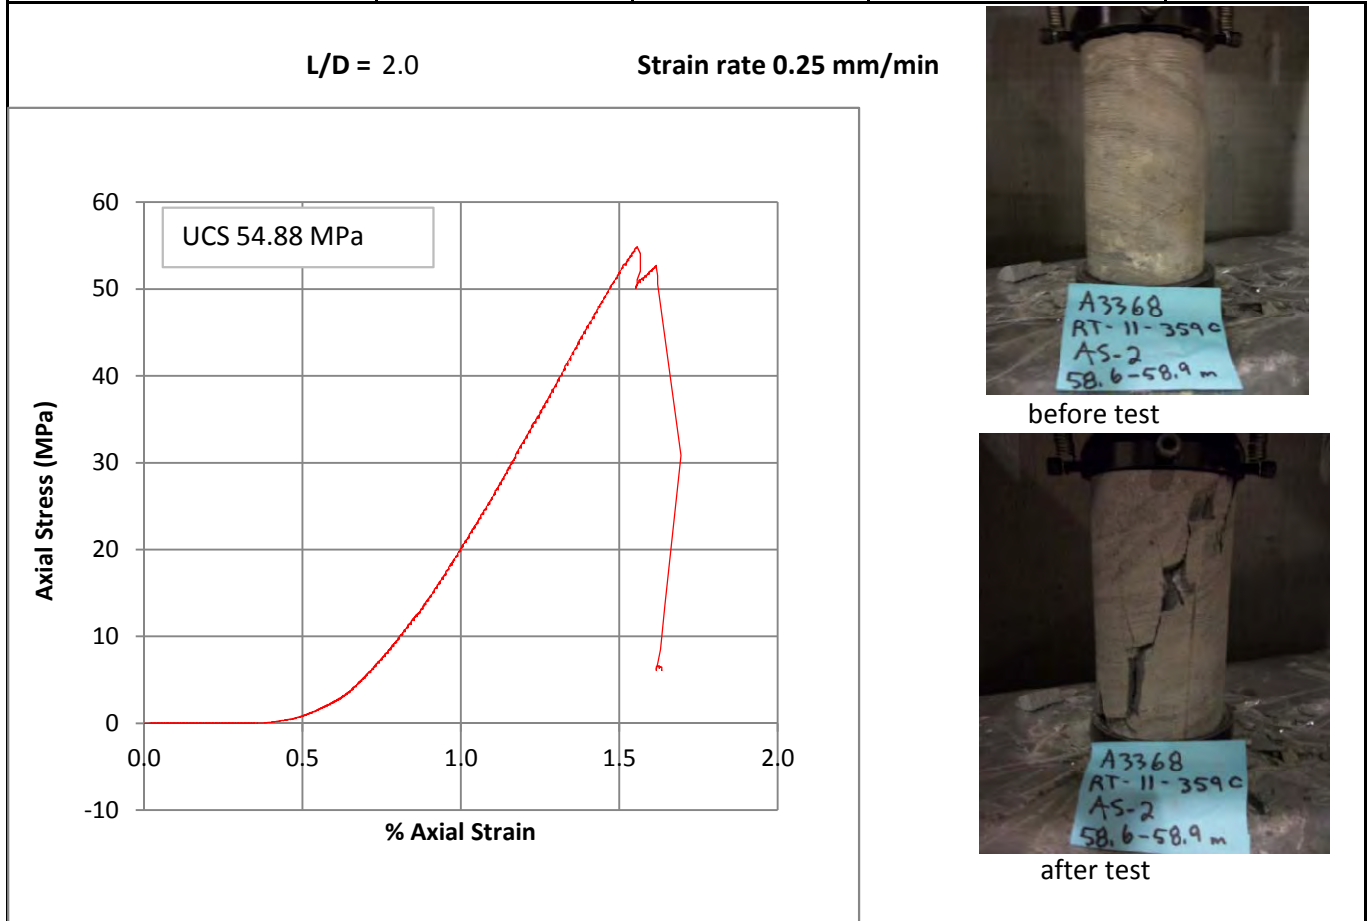 L/D = 2.0
Strain rate 0.25 mm/min
UCS 54.88 MPa
60
50
40
30
20
10
0
-10
0.0 0.5 1.0 1.5 2.0
Axial Stress (MPa)
% Axial Strain
A3368
RT-11-359C
AS-2
58.6-58.9 m
before test
A3368
RT-11-359C
AS-2
58.6-58.9 m
after test